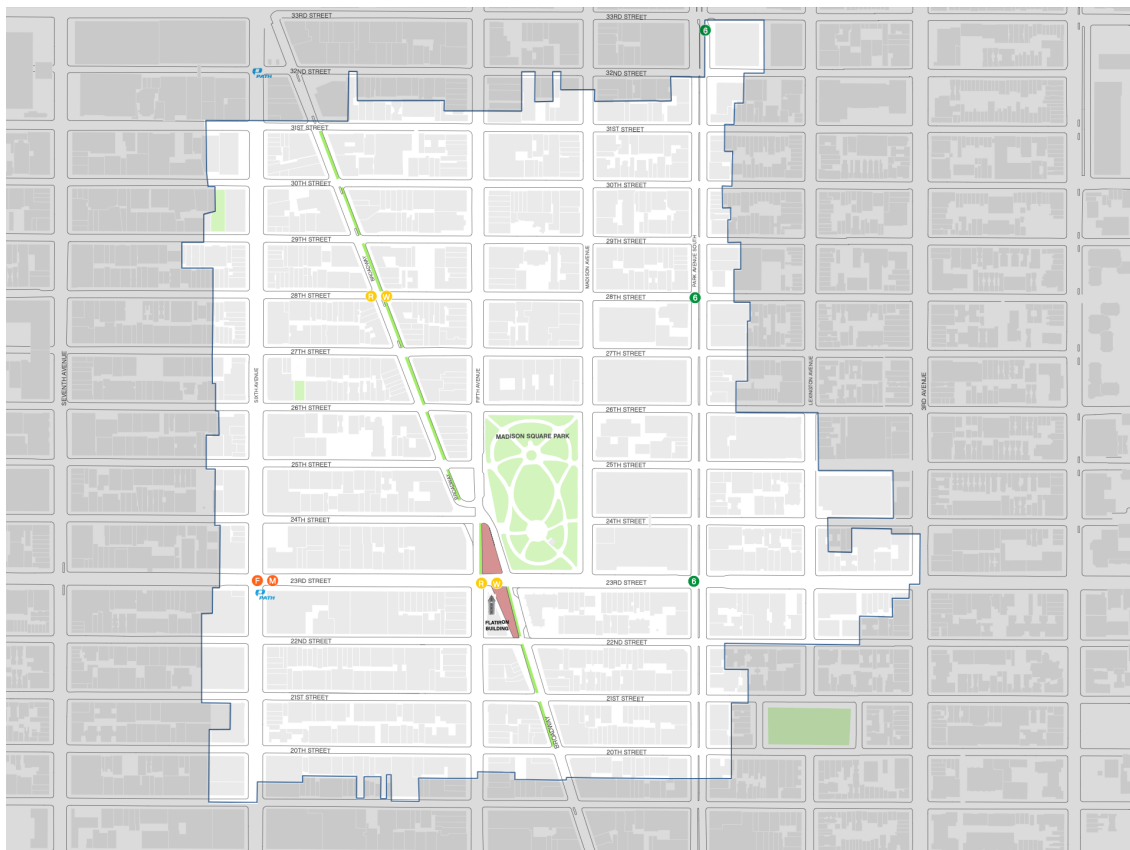 33RD STREET
6
32ND STREET
32ND STREET
PATH
31ST STREET
31ST STREET
30TH STREET
30TH STREET
29TH STREET
29TH STREET
BROADWAY
MADISON AVENUE
PARK AVENUE SOUTH
R W
28TH STREET
28TH STREET
6
27TH STREET
27TH STREET
SEVENTH AVENUE
SIXTH AVENUE
FIFTH AVENUE
LEXINGTON AVENUE
3RD AVENUE
26TH STREET
26TH STREET
MADISON SQUARE PARK
25TH STREET
25TH STREET
BROADWAY
24TH STREET
24TH STREET
F M
23RD STREET
R W
23RD STREET
6
PATH
FLATIRON
BUILDING
22ND STREET
22ND STREET
21ST STREET
21ST STREET
BROADWAY
20TH STREET
20TH STREET